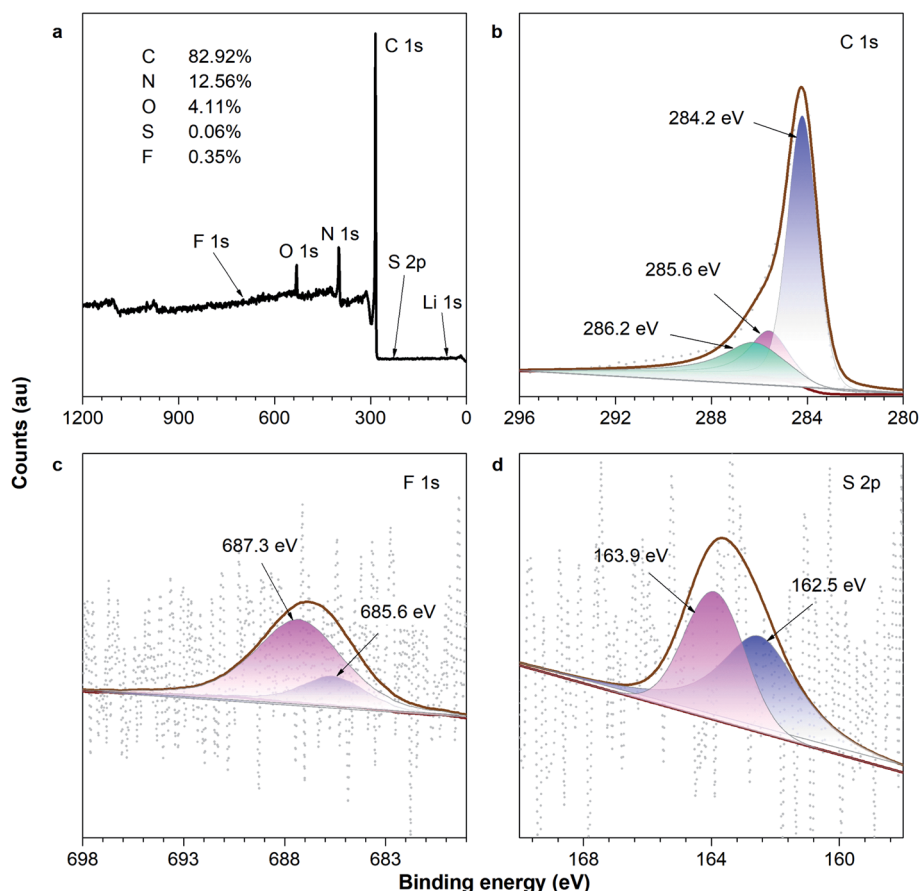 a
C 82.92%
N 12.56%
O 4.11%
S 0.06%
F 0.35%
C 1s
F 1s
O 1s
N 1s
S 2p
Li 1s
1200 900 600 300 0
b
C 1s
284.2 eV
285.6 eV
286.2 eV
296 292 288 284 280
Counts (au)
c
F 1s
687.3 eV
685.6 eV
698 693 688 683
d
S 2p
163.9 eV
162.5 eV
168 164 160
Binding energy (eV)